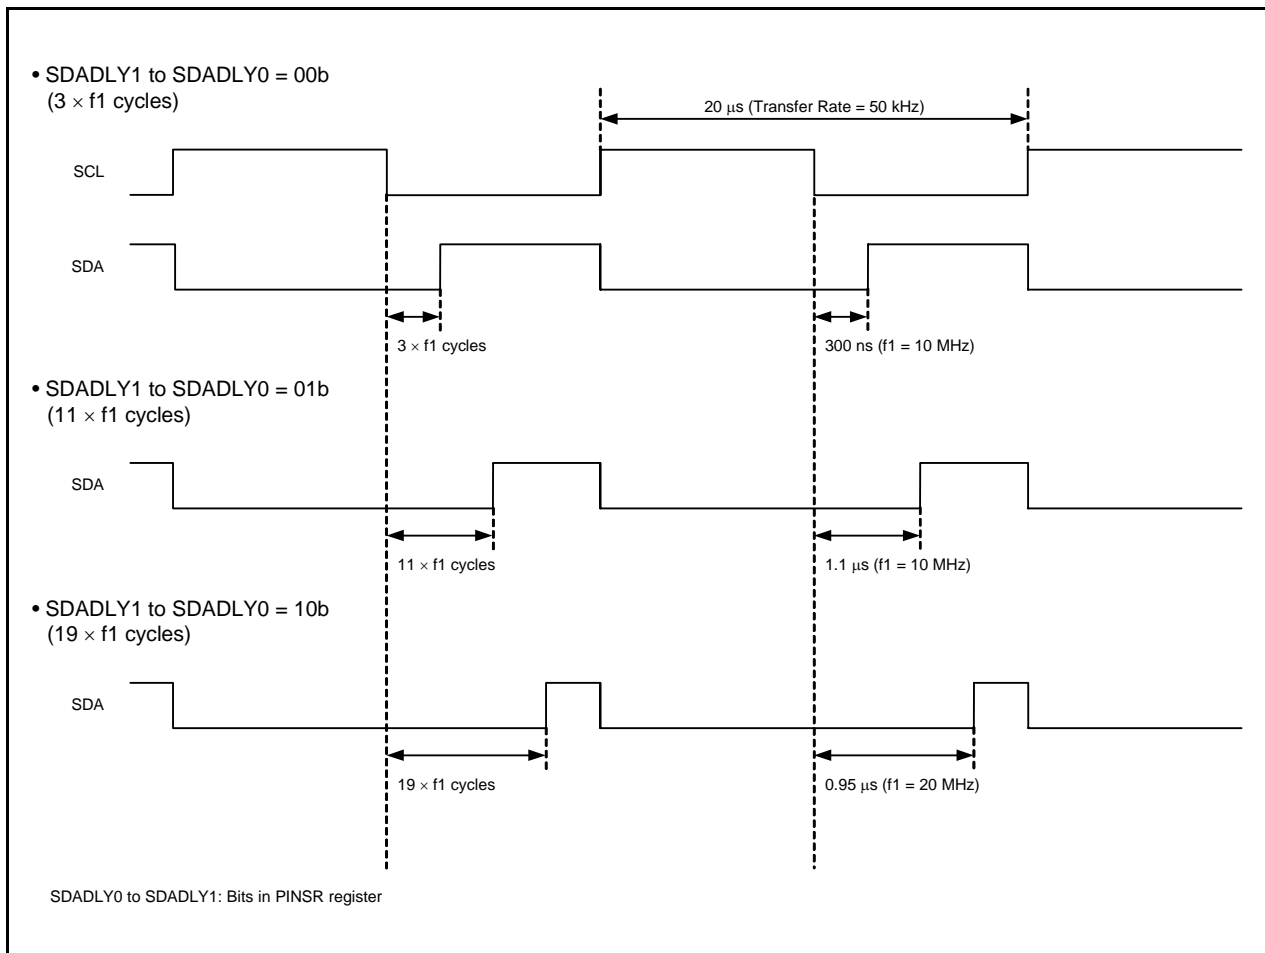 • SDADLY1 to SDADLY0 = 00b
(3 × f1 cycles)
20 μs (Transfer Rate = 50 kHz)
SCL
SDA
3 × f1 cycles
300 ns (f1 = 10 MHz)
• SDADLY1 to SDADLY0 = 01b
(11 × f1 cycles)
SDA
11 × f1 cycles
1.1 μs (f1 = 10 MHz)
• SDADLY1 to SDADLY0 = 10b
(19 × f1 cycles)
SDA
19 × f1 cycles
0.95 μs (f1 = 20 MHz)
SDADLY0 to SDADLY1: Bits in PINSR register